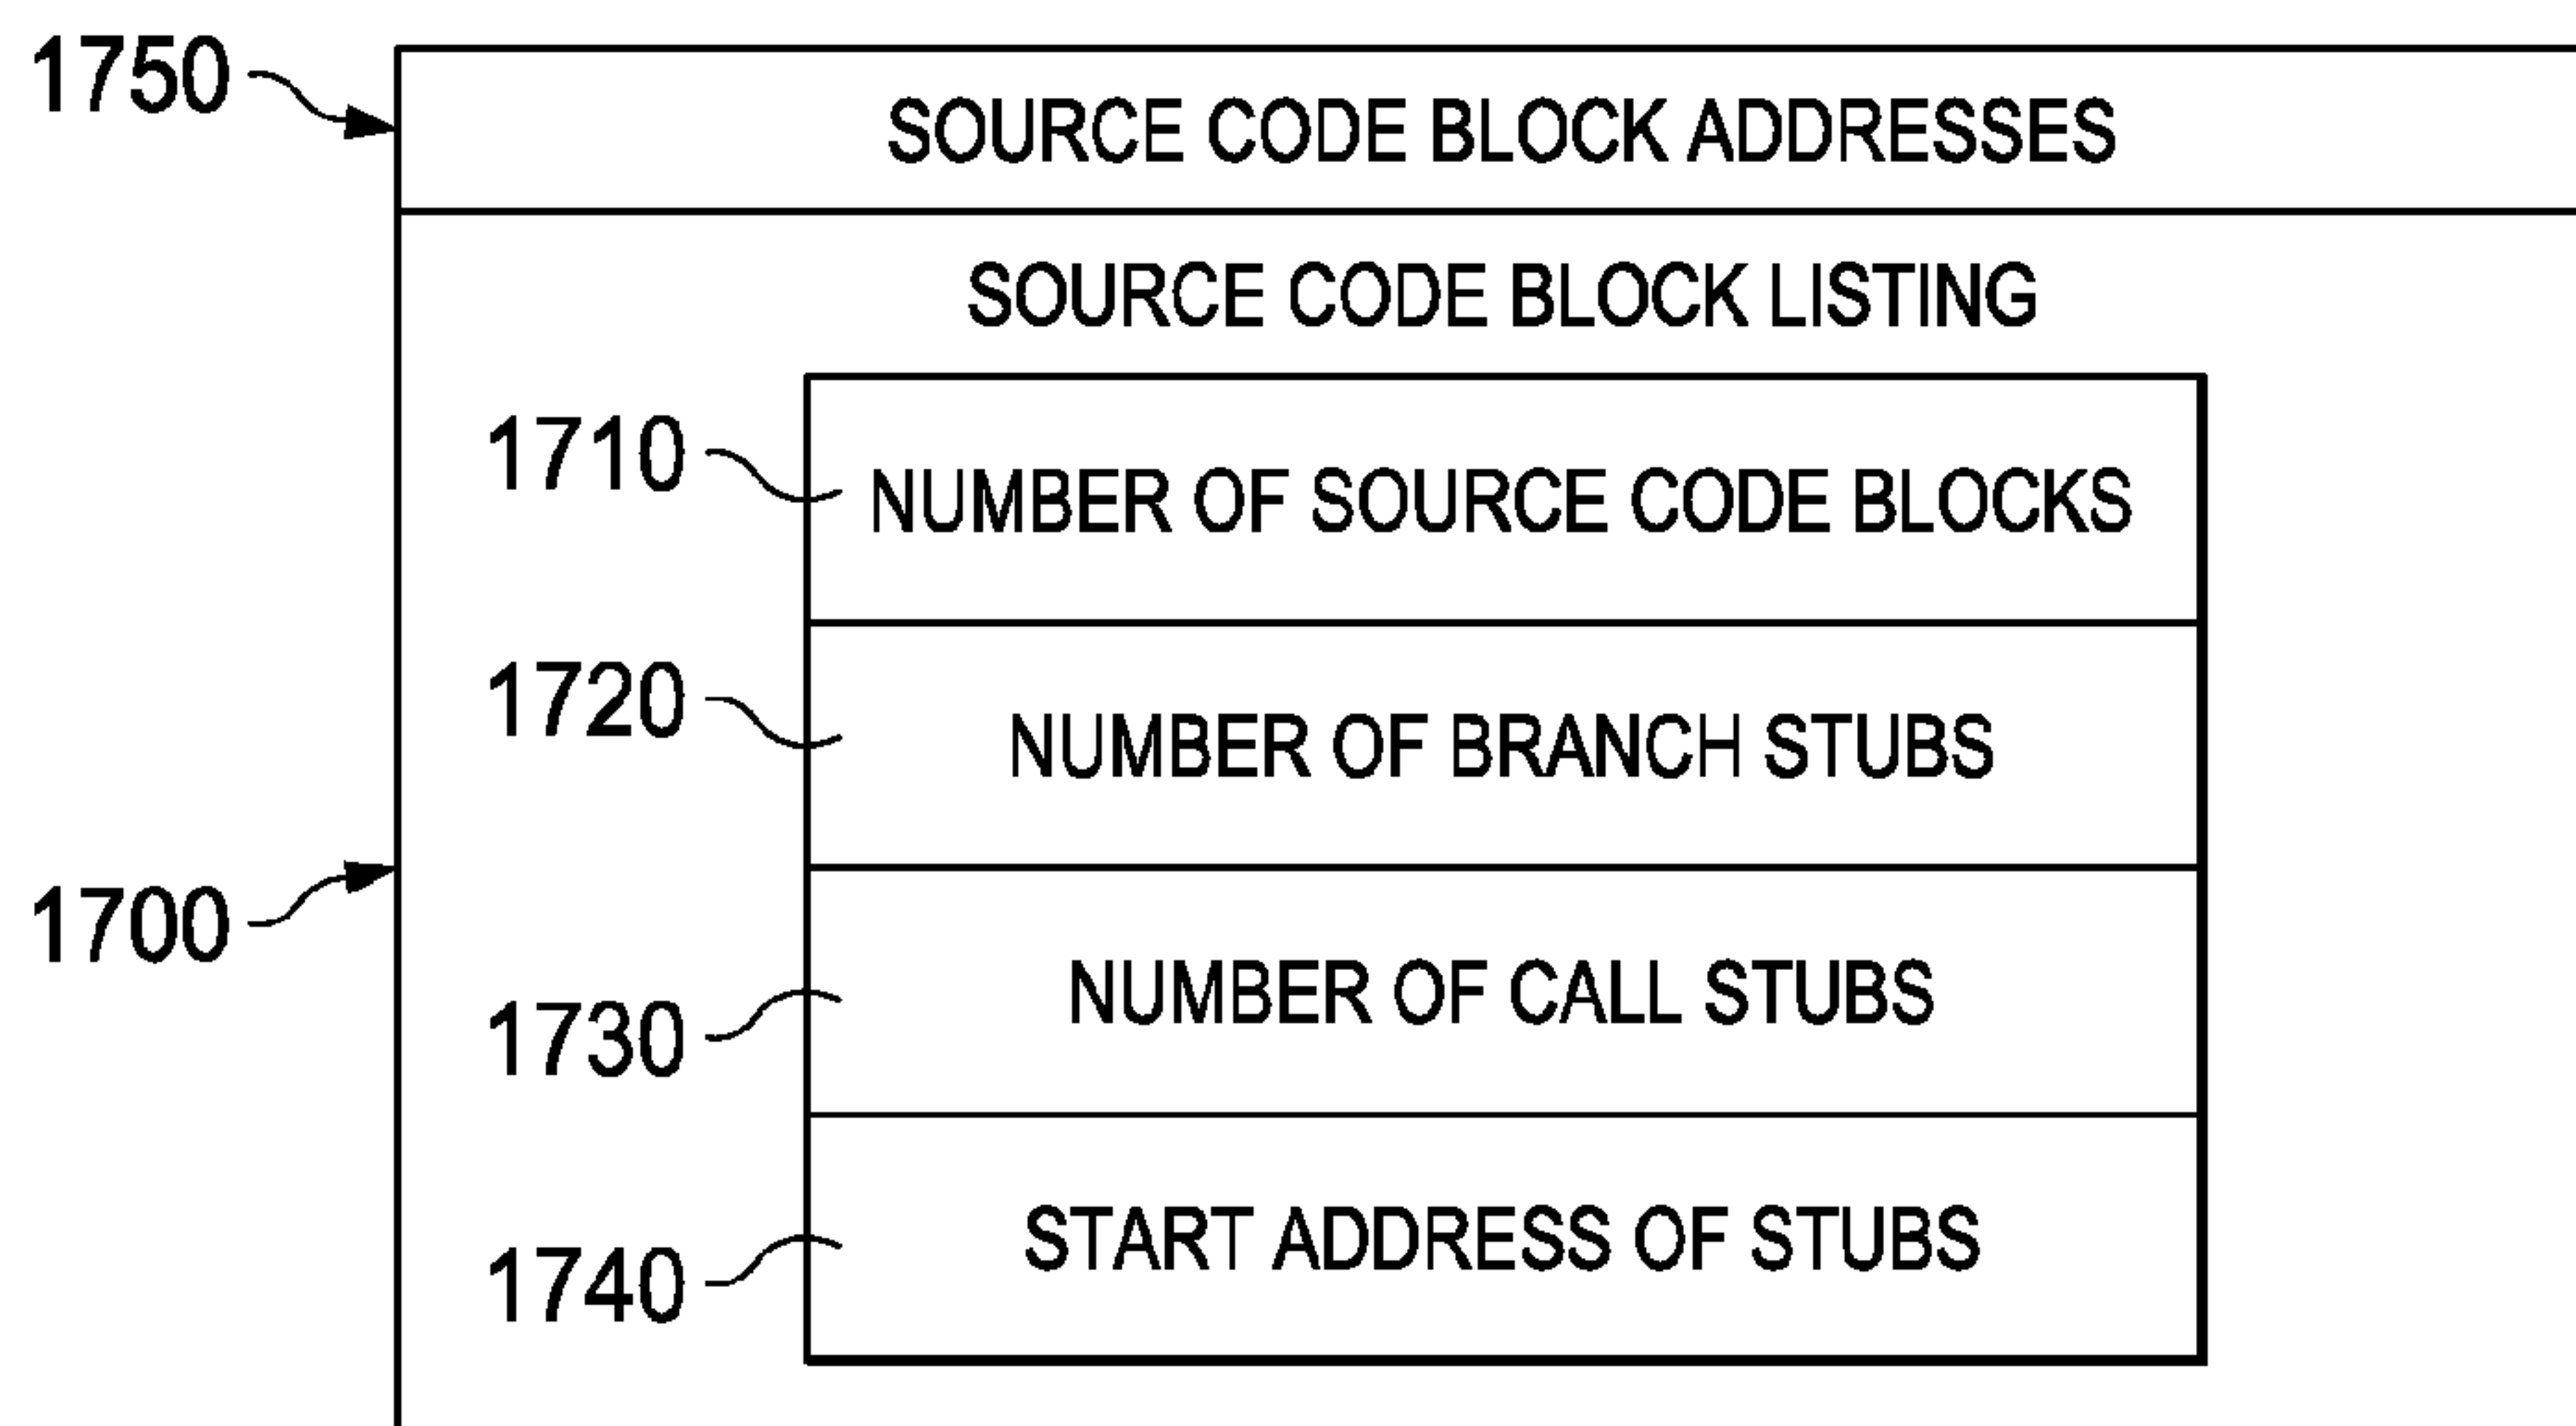 1750
SOURCE CODE BLOCK ADDRESSES
SOURCE CODE BLOCK LISTING
1710
NUMBER OF SOURCE CODE BLOCKS
1720
NUMBER OF BRANCH STUBS
1700
1730
NUMBER OF CALL STUBS
1740
START ADDRESS OF STUBS